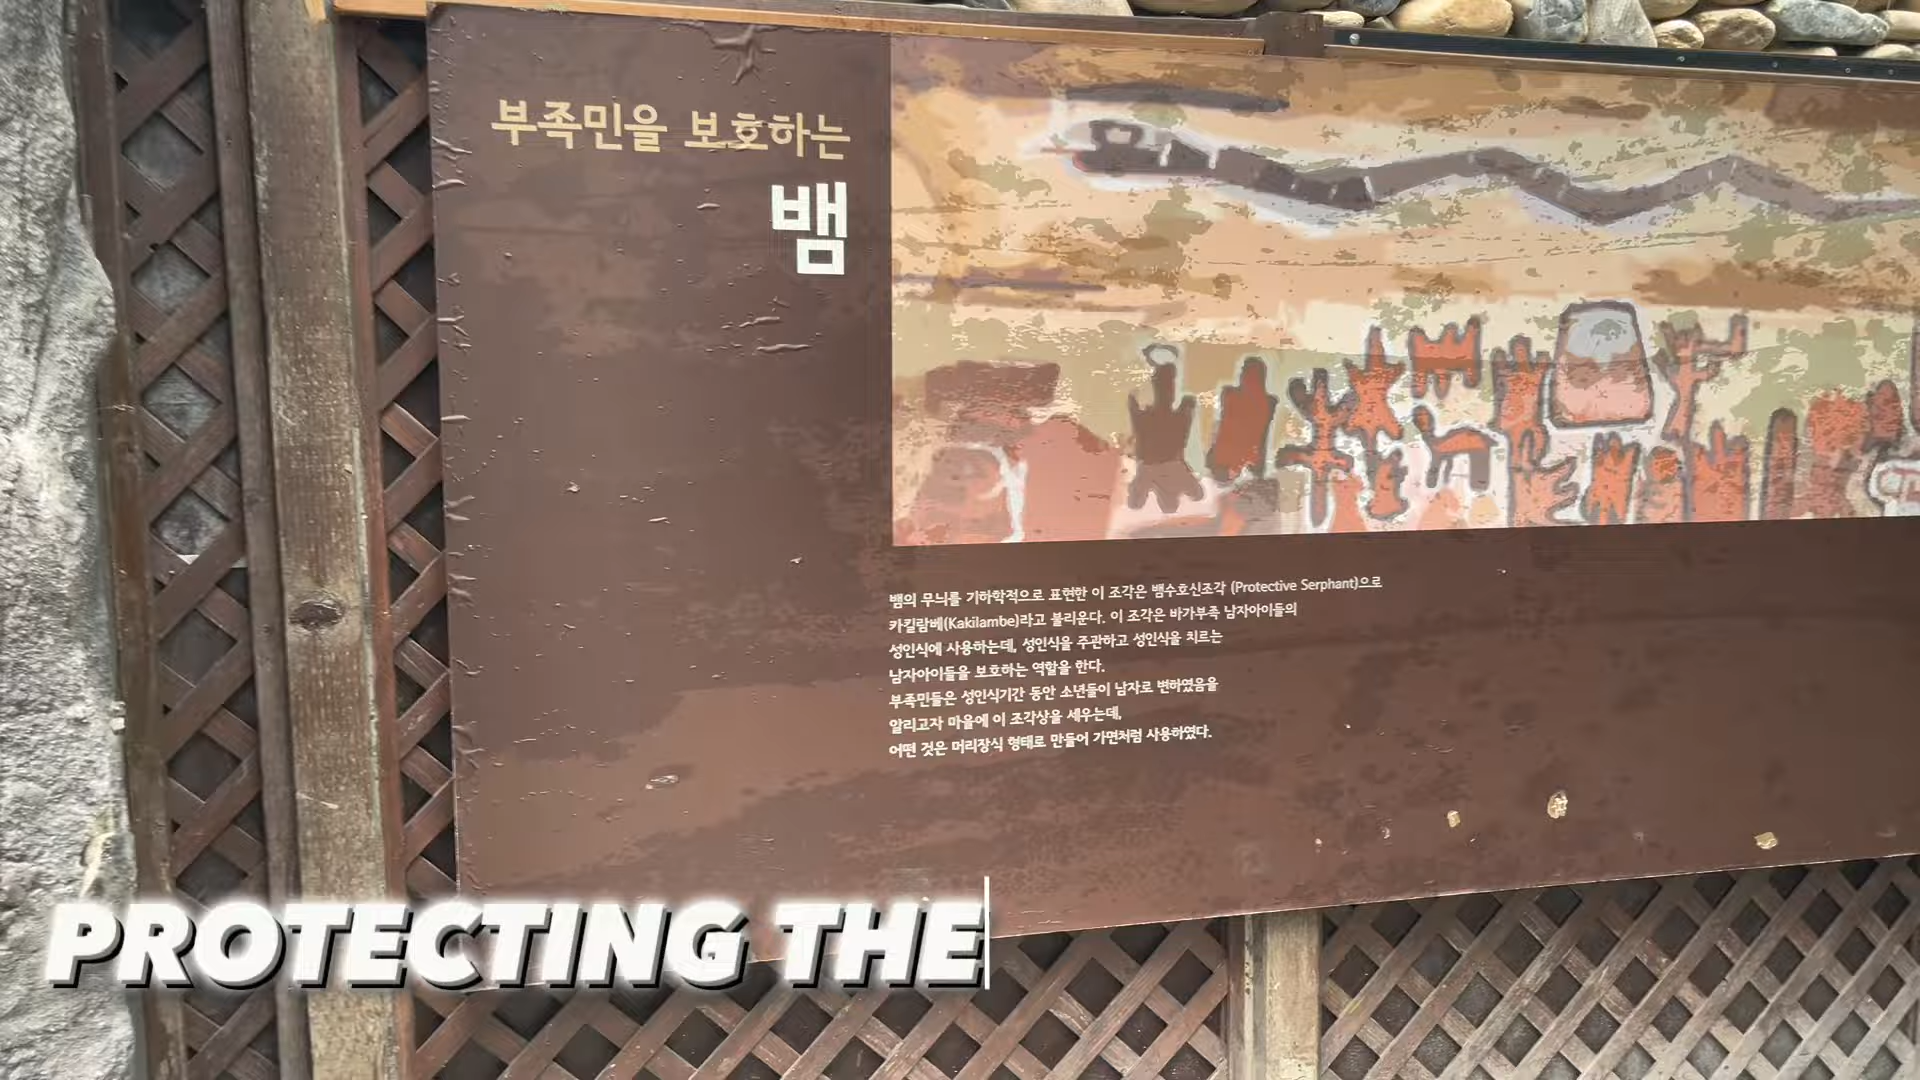 부족민을 보호하는
뱀
뱀의 무늬를 기하학적으로 표현한 이 조각은 뱀수호신조각 (Protective Serphant)으로
카킬람베(Kakilambe)라고 불리운다. 이 조각은 바가부족 남자아이들의
성인식에 사용하는데, 성인식을 주관하고 성인식을 치르는
남자아이들을 보호하는 역할을 한다.
부족민들은 성인식기간 동안 소년들이 남자로 변하였음을
알리고자 마을에 이 조각상을 세우는데,
어떤 것은 머리장식 형태로 만들어 가면처럼 사용하였다.
PROTECTING THE